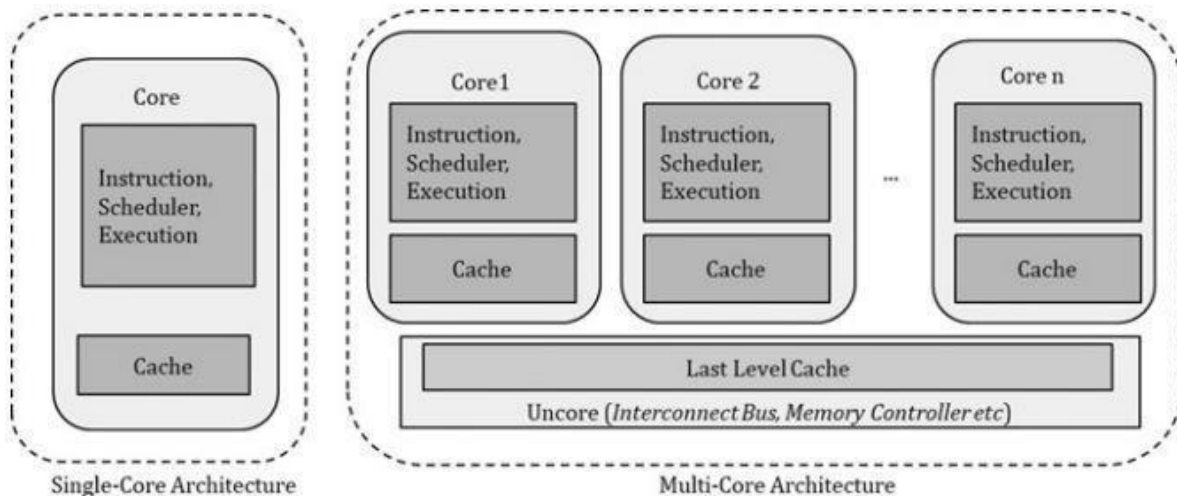 Core
Instruction,
Scheduler,
Execution
Cache
Single-Core Architecture
Core1
Instruction,
Scheduler,
Execution
Cache
Core 2
Instruction,
Scheduler,
Execution
Cache
...
Core n
Instruction,
Scheduler,
Execution
Cache
Last Level Cache
Uncore (Interconnect Bus, Memory Controller etc)
Multi-Core Architecture